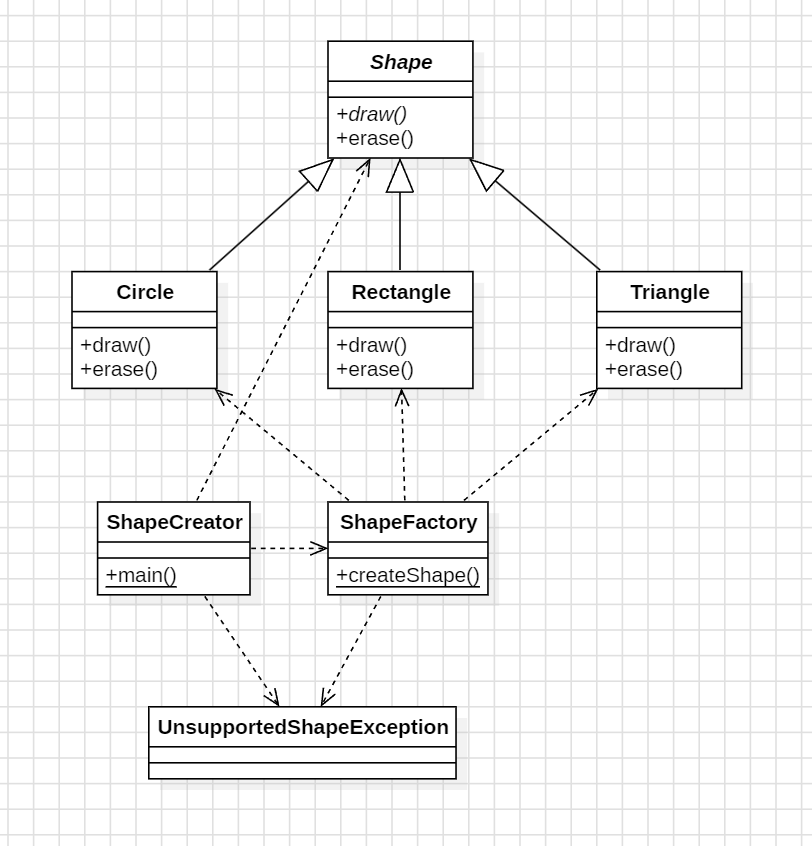 Shape
+draw()
+erase()
Circle
+draw()
+erase()
Rectangle
+draw()
+erase()
Triangle
+draw()
+erase()
ShapeCreator
+main()
ShapeFactory
+createShape()
UnsupportedShapeException